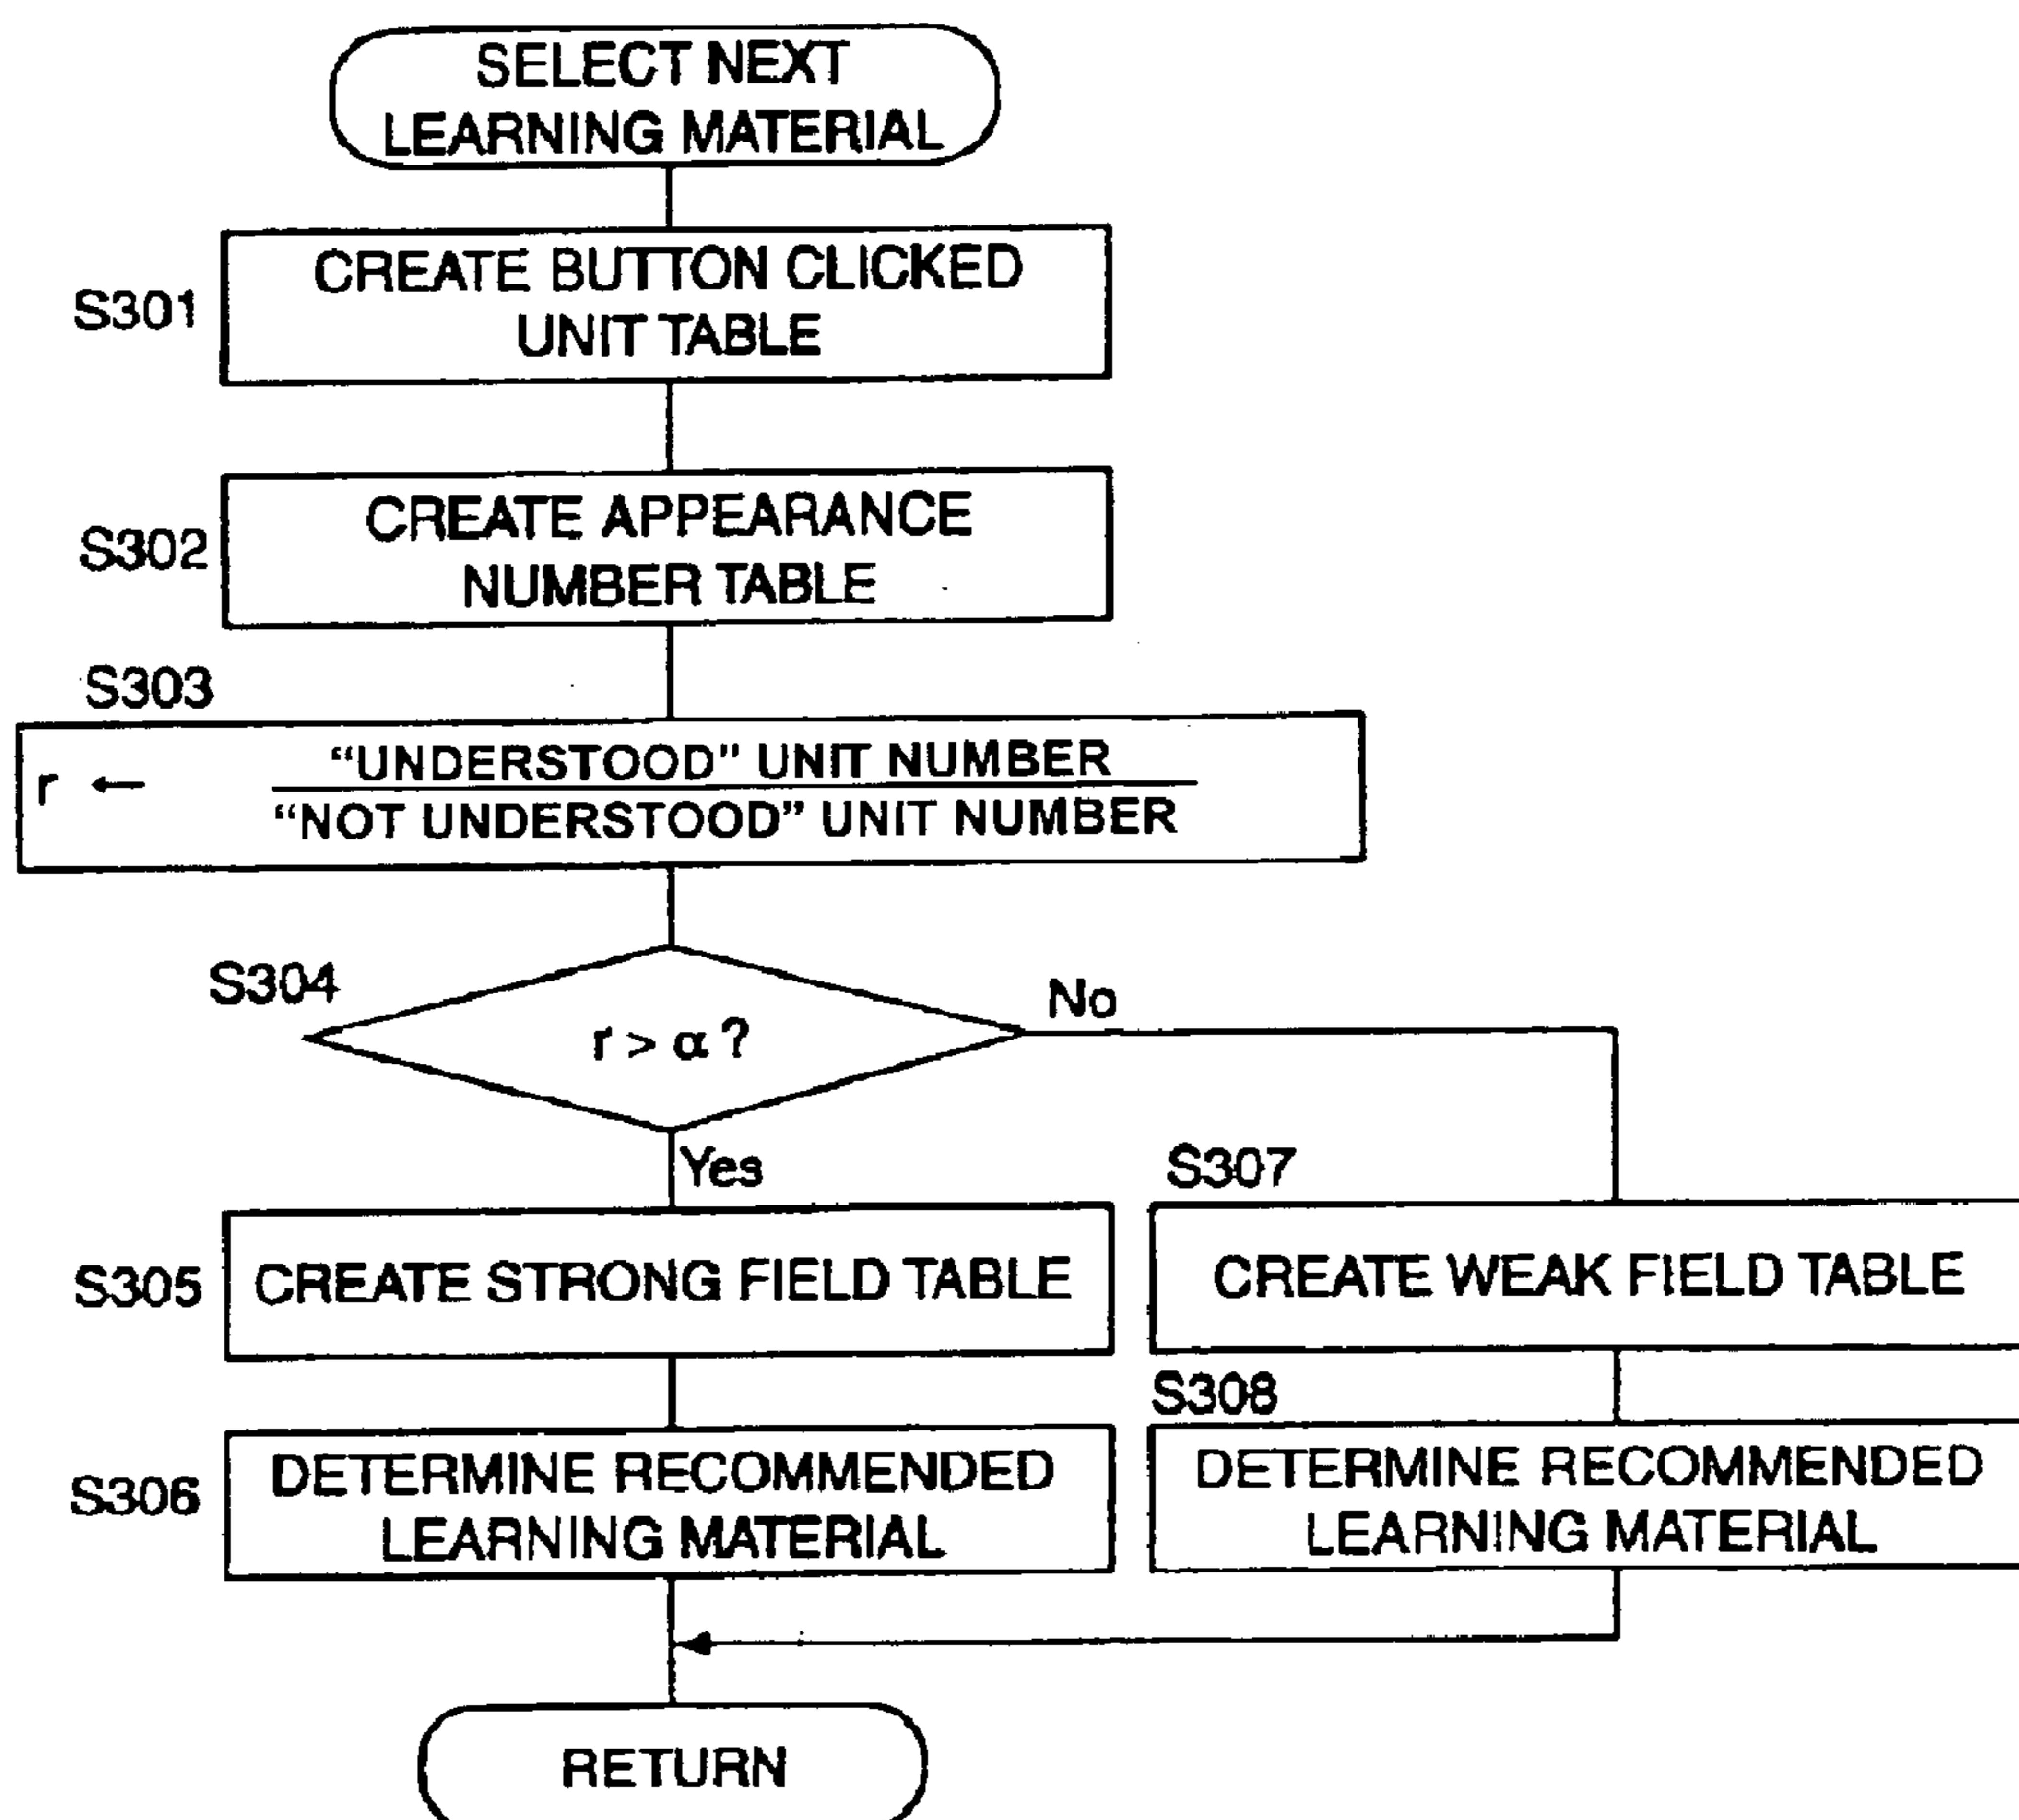 SELECT NEXT
LEARNING MATERIAL
S301
CREATE BUTTON CLICKED
UNIT TABLE
S302
CREATE APPEARANCE
NUMBER TABLE
S303
r ←
“UNDERSTOOD” UNIT NUMBER
“NOT UNDERSTOOD” UNIT NUMBER
S304
r > α ?
No
Yes
S305
CREATE STRONG FIELD TABLE
S307
CREATE WEAK FIELD TABLE
S306
DETERMINE RECOMMENDED
LEARNING MATERIAL
S308
DETERMINE RECOMMENDED
LEARNING MATERIAL
RETURN